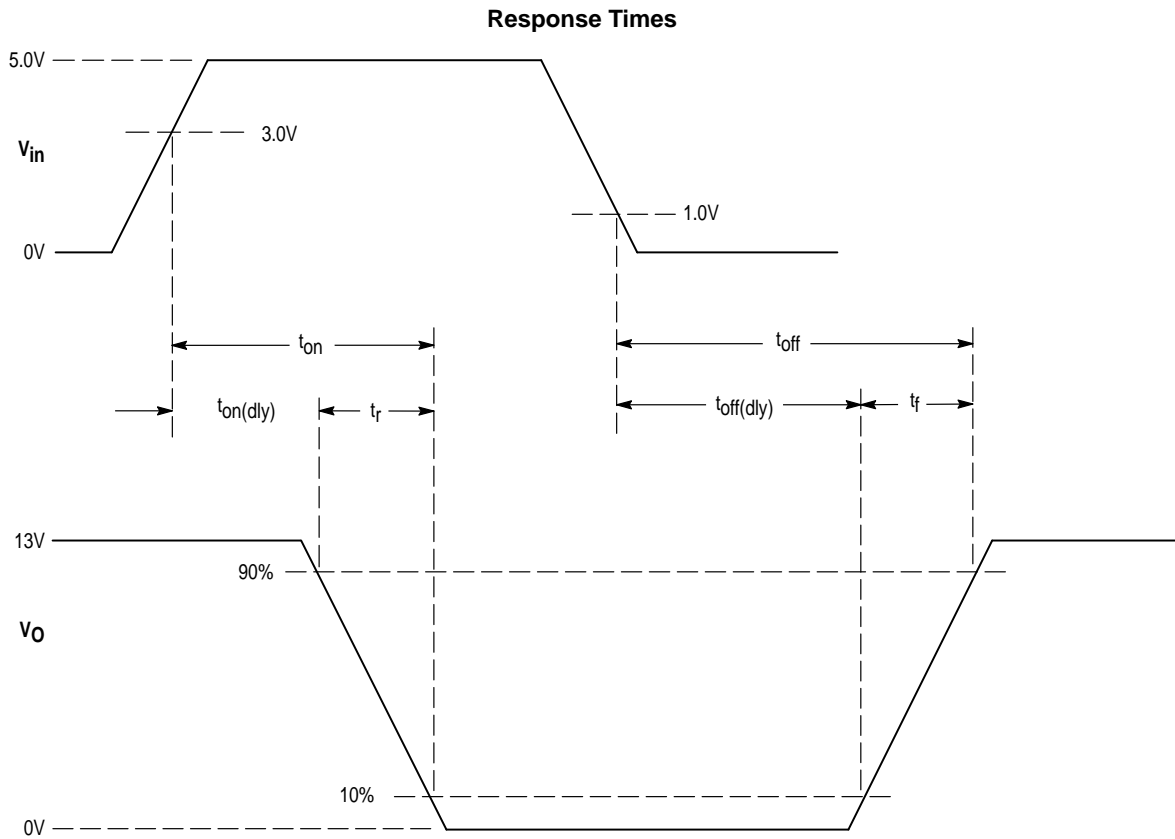 Response Times
5.0V
3.0V
Vin
1.0V
0V
ton
toff
ton(dly)
tr
toff(dly)
tf
13V
90%
VO
10%
0V